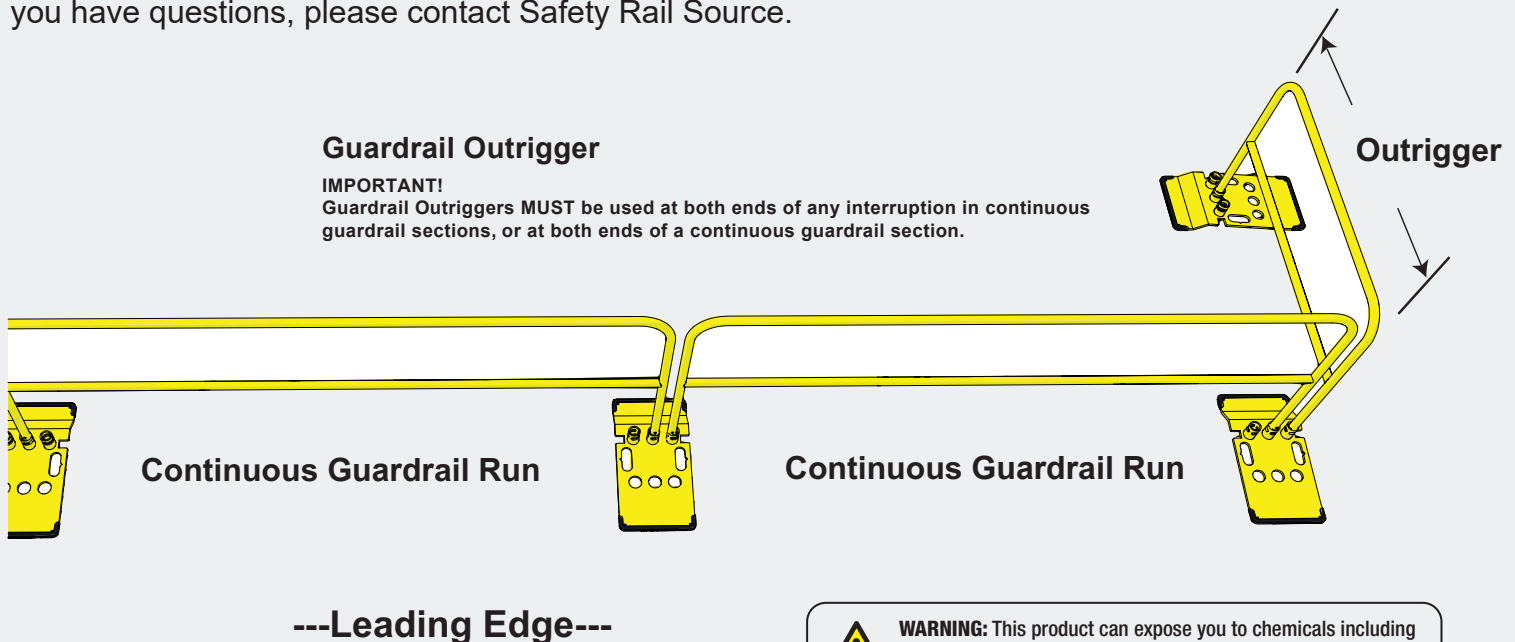 you have questions, please contact Safety Rail Source.
Guardrail Outrigger
IMPORTANT!
Guardrail Outriggers MUST be used at both ends of any interruption in continuous
guardrail sections, or at both ends of a continuous guardrail section.
Outrigger
Continuous Guardrail Run
Continuous Guardrail Run
---Leading Edge---
WARNING: This product can expose you to chemicals including